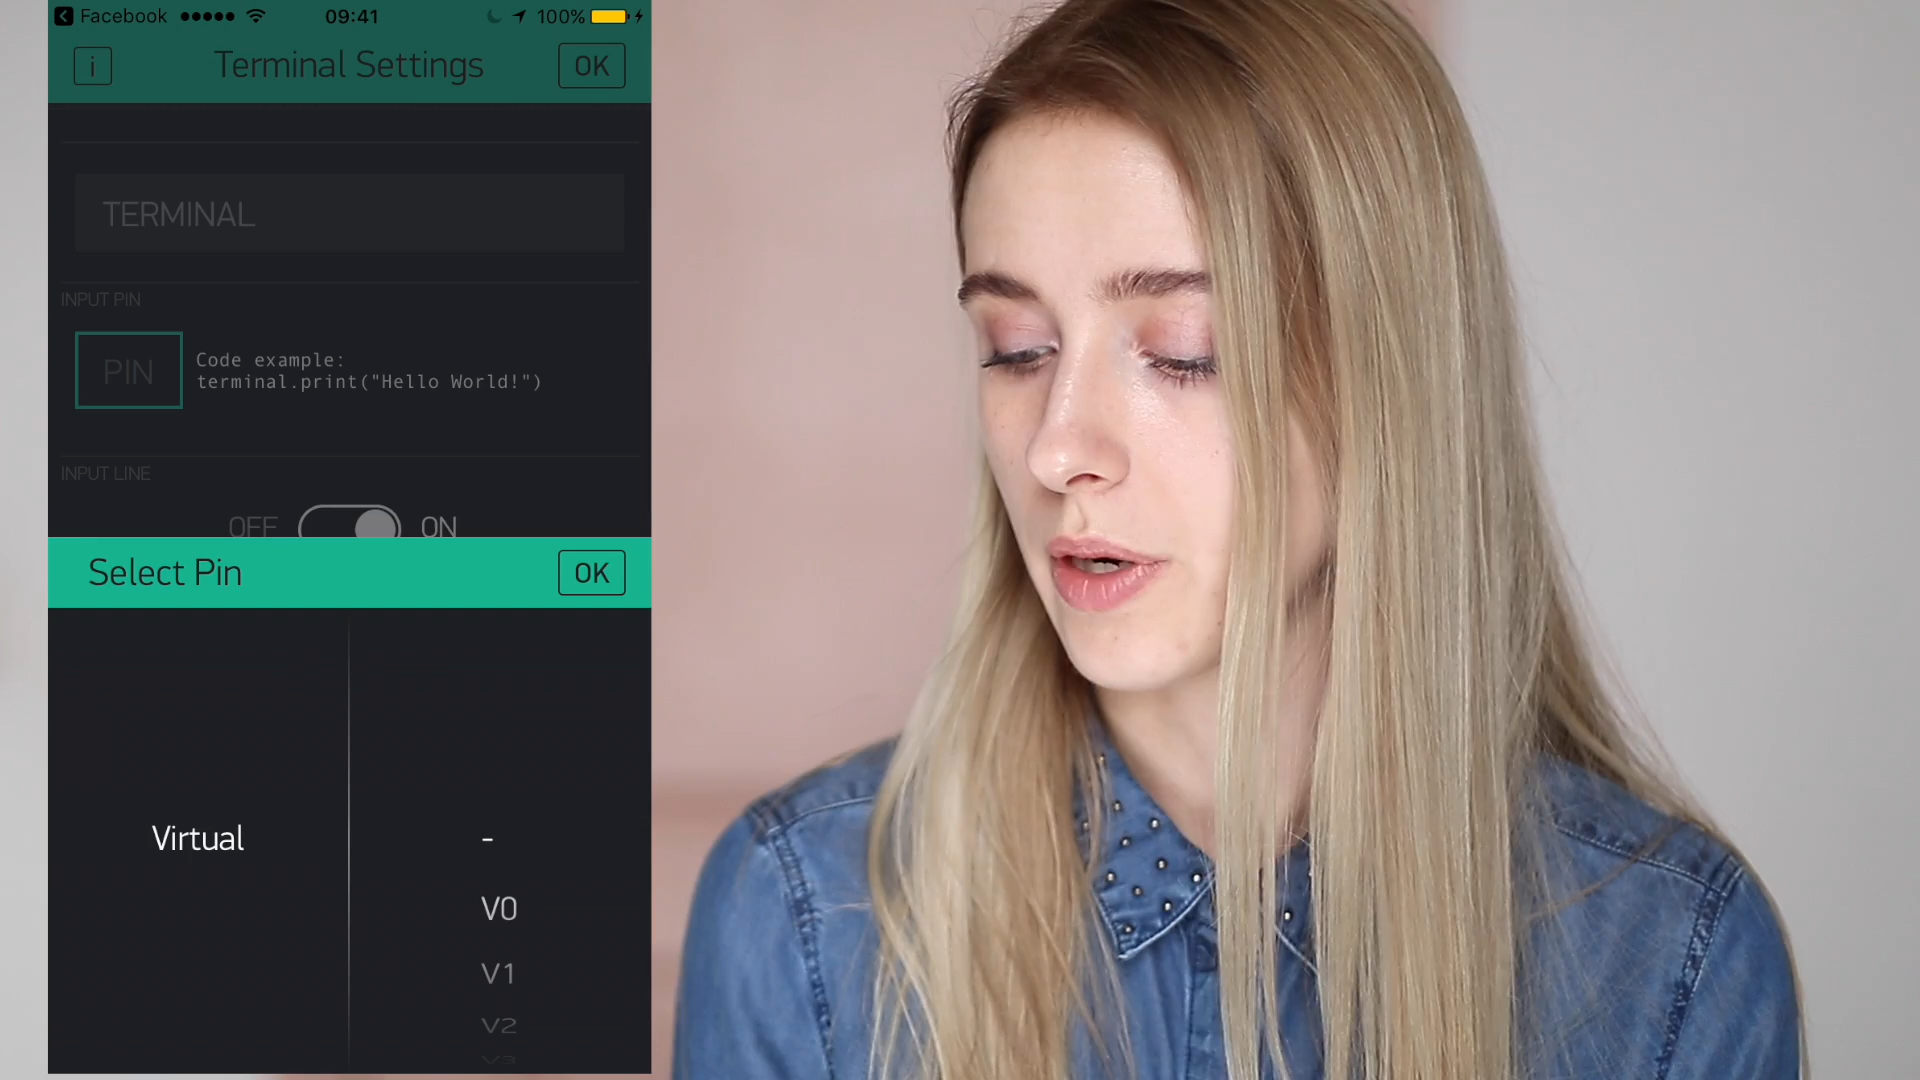 Facebook 09:41 100%
i Terminal Settings OK
TERMINAL
INPUT PIN
PIN
Code example:
terminal.print("Hello World!")
INPUT LINE
OFF ON
Select Pin OK
Virtual -
V0
V1
V2
V3